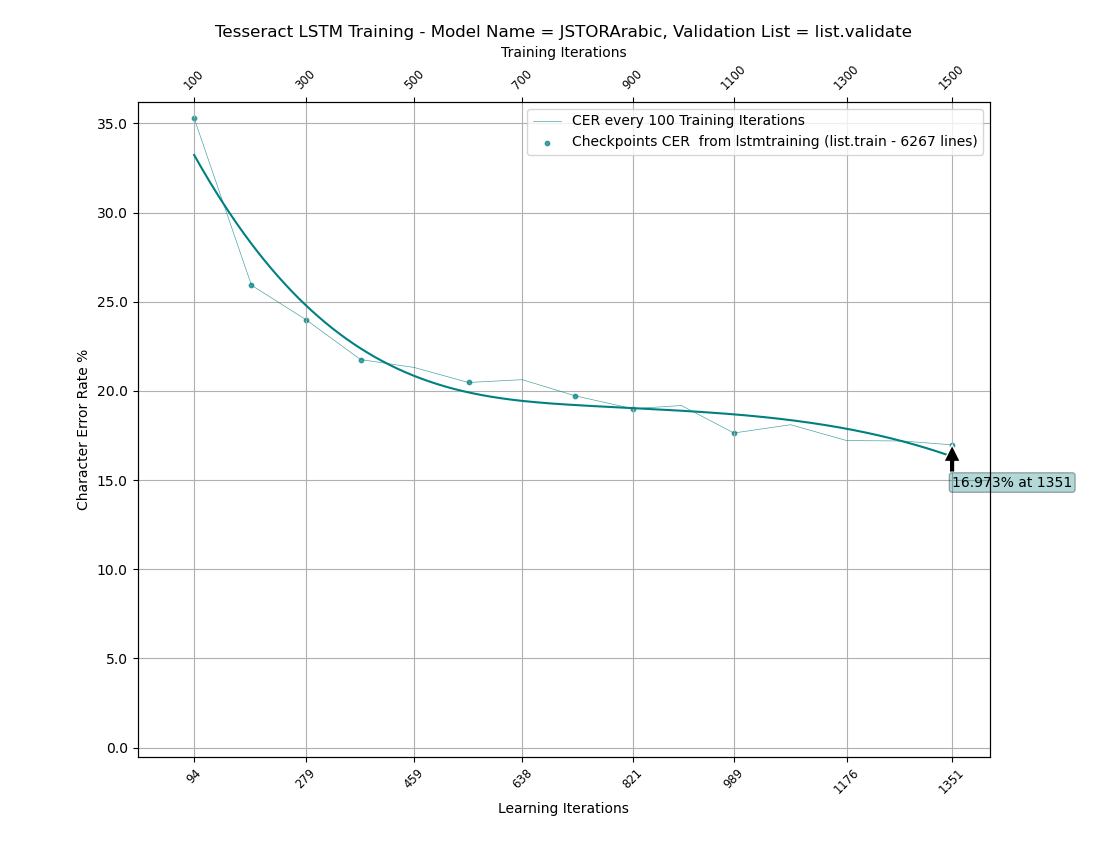 Tesseract LSTM Training - Model Name = JSTORArabic, Validation List = list.validate
Training Iterations
100 300 500 700 900 1100 1300 1500
CER every 100 Training Iterations
Checkpoints CER  from lstmtraining (list.train - 6267 lines)
35.0
30.0
25.0
20.0
15.0
10.0
5.0
0.0
Character Error Rate %
16.973% at 1351
94 279 459 638 821 989 1176 1351
Learning Iterations